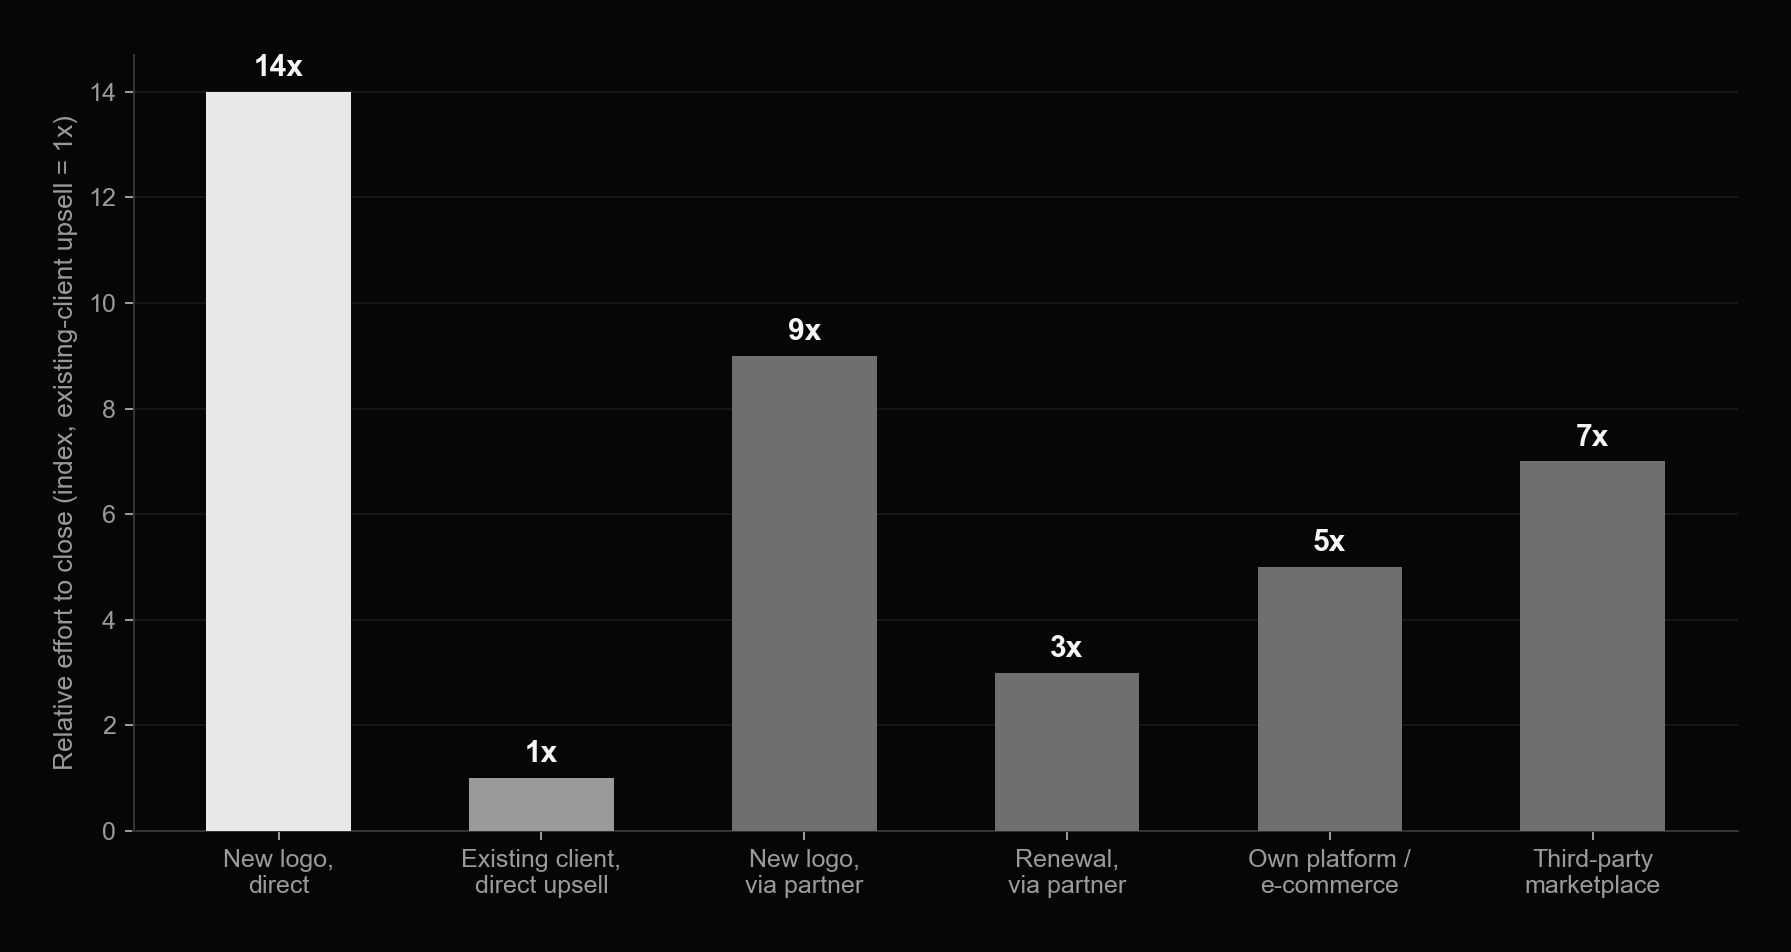 Relative effort to close (index, existing-client upsell = 1x)
14
12
10
8
6
4
2
0
14x
1x
9x
3x
5x
7x
New logo,
direct
Existing client,
direct upsell
New logo,
via partner
Renewal,
via partner
Own platform /
e-commerce
Third-party
marketplace